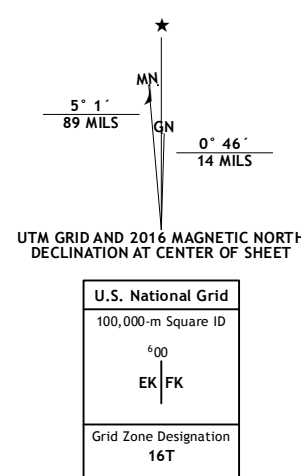 ★
MN
5° 1´
89 MILS
GN
0° 46´
14 MILS
UTM GRID AND 2016 MAGNETIC NORTH
DECLINATION AT CENTER OF SHEET
U.S. National Grid
100,000-m Square ID
⁶00
EK FK
Grid Zone Designation
16T